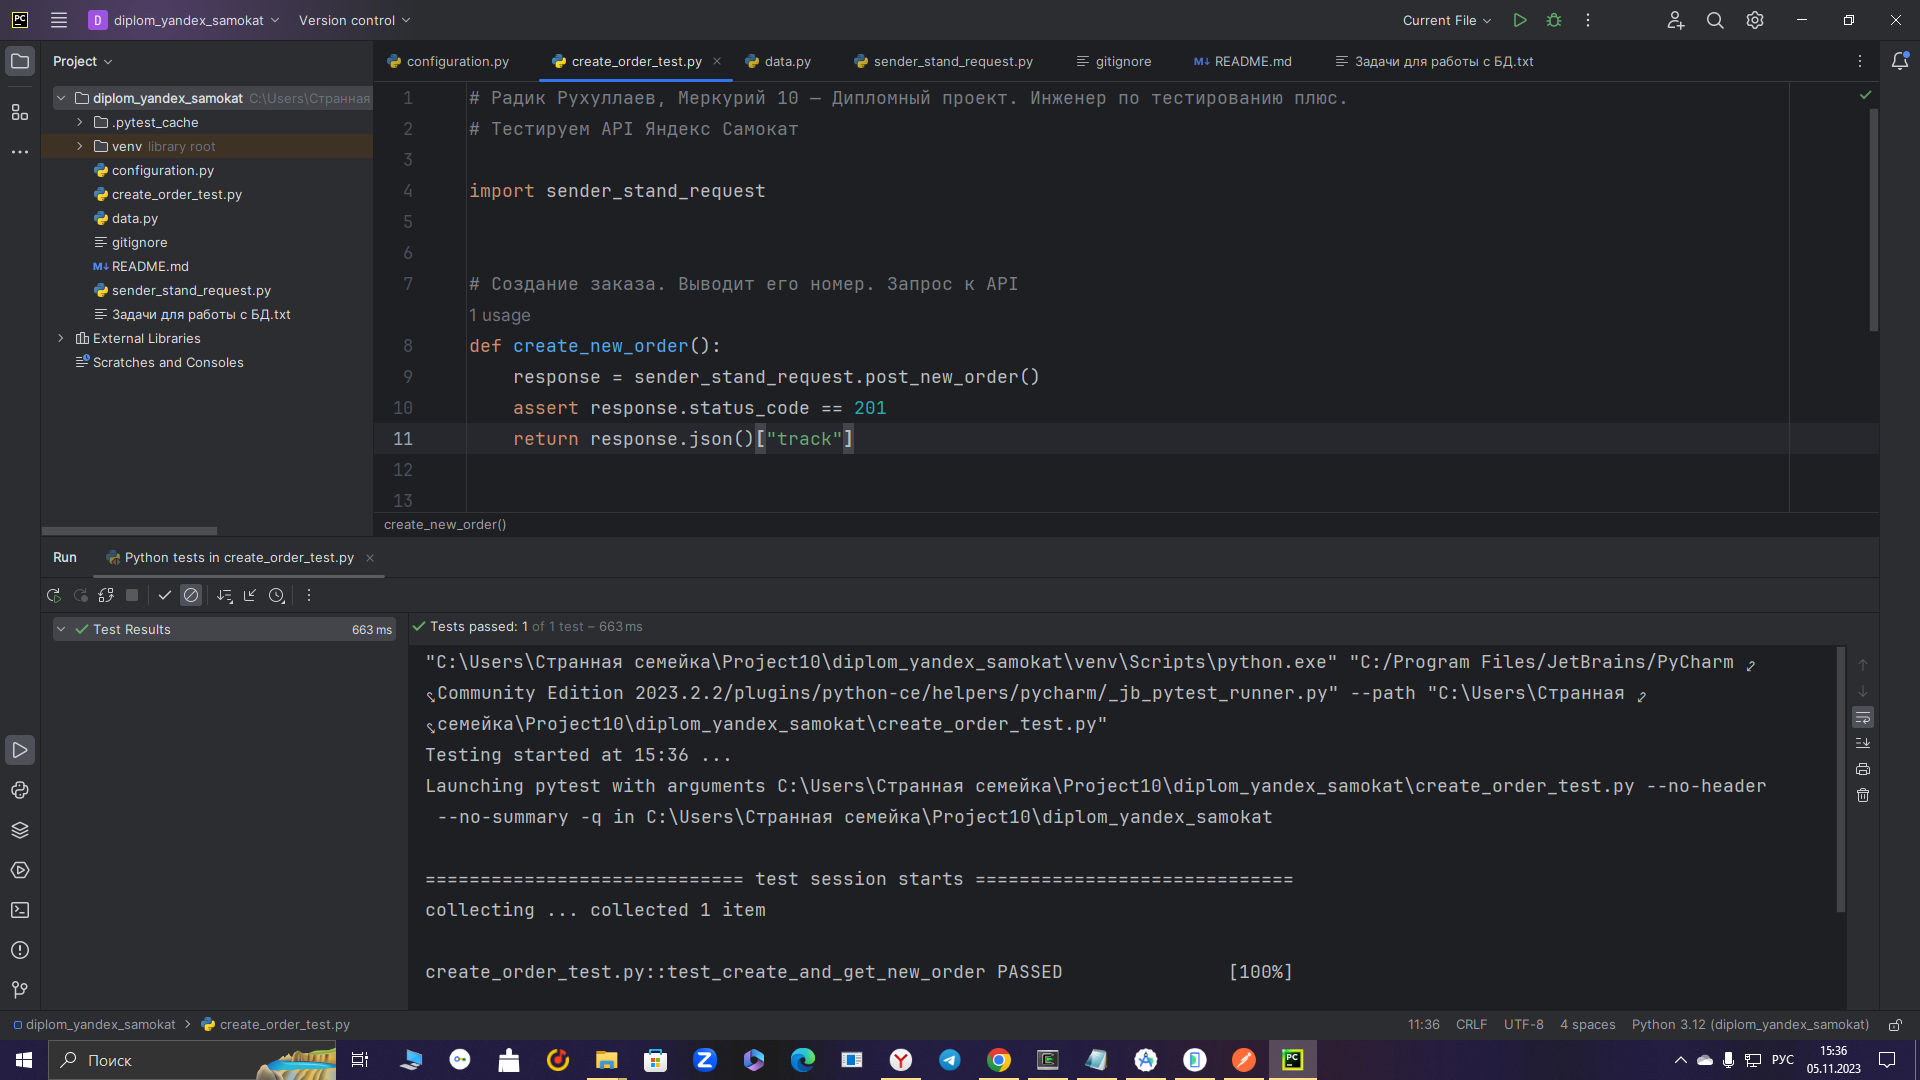 PC
D diplom_yandex_samokat
Version control
Current File
Project
configuration.py
create_order_test.py
data.py
sender_stand_request.py
gitignore
M↓ README.md
Задачи для работы с БД.txt
diplom_yandex_samokat C:\Users\Странная
.pytest_cache
venv library root
configuration.py
create_order_test.py
data.py
gitignore
M↓ README.md
sender_stand_request.py
Задачи для работы с БД.txt
External Libraries
Scratches and Consoles
1 # Радик Рухуллаев, Меркурий 10 — Дипломный проект. Инженер по тестированию плюс.
2 # Тестируем API Яндекс Самокат
3
4 import sender_stand_request
5
6
7 # Создание заказа. Выводит его номер. Запрос к API
1 usage
8 def create_new_order():
9 response = sender_stand_request.post_new_order()
10 assert response.status_code == 201
11 return response.json()["track"]
12
13
create_new_order()
Run
Python tests in create_order_test.py
Test Results 663 ms
Tests passed: 1 of 1 test – 663 ms
"C:\Users\Странная семейка\Project10\diplom_yandex_samokat\venv\Scripts\python.exe" "C:/Program Files/JetBrains/PyCharm
Community Edition 2023.2.2/plugins/python-ce/helpers/pycharm/_jb_pytest_runner.py" --path "C:\Users\Странная
семейка\Project10\diplom_yandex_samokat\create_order_test.py"
Testing started at 15:36 ...
Launching pytest with arguments C:\Users\Странная семейка\Project10\diplom_yandex_samokat\create_order_test.py --no-header
--no-summary -q in C:\Users\Странная семейка\Project10\diplom_yandex_samokat
============================= test session starts =============================
collecting ... collected 1 item
create_order_test.py::test_create_and_get_new_order PASSED [100%]
diplom_yandex_samokat > create_order_test.py
11:36 CRLF UTF-8 4 spaces Python 3.12 (diplom_yandex_samokat)
Поиск
РУС
15:36
05.11.2023